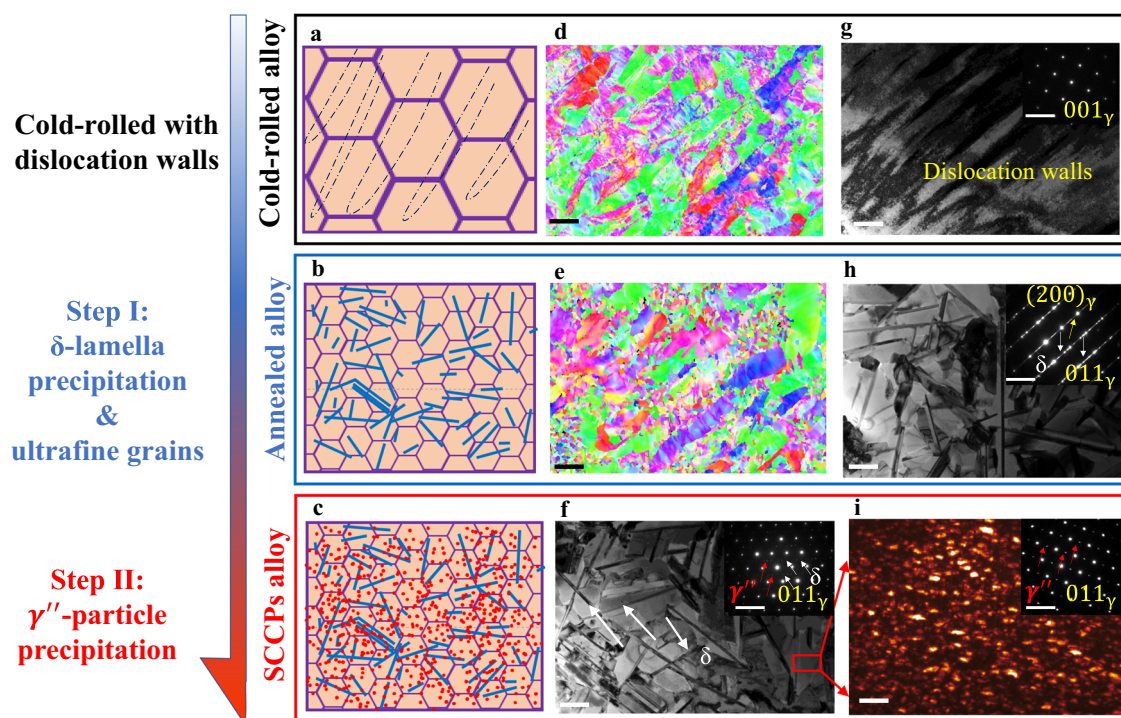 Cold-rolled with
dislocation walls
Step I:
δ-lamella
precipitation
&
ultrafine grains
Step II:
γ′′-particle
precipitation
Cold-rolled alloy
a
d
g
001γ
Dislocation walls
Annealed alloy
b
e
h
(200)γ
δ
011γ
SCCPs alloy
c
f
γ′′
δ
011γ
δ
i
γ′′
011γ